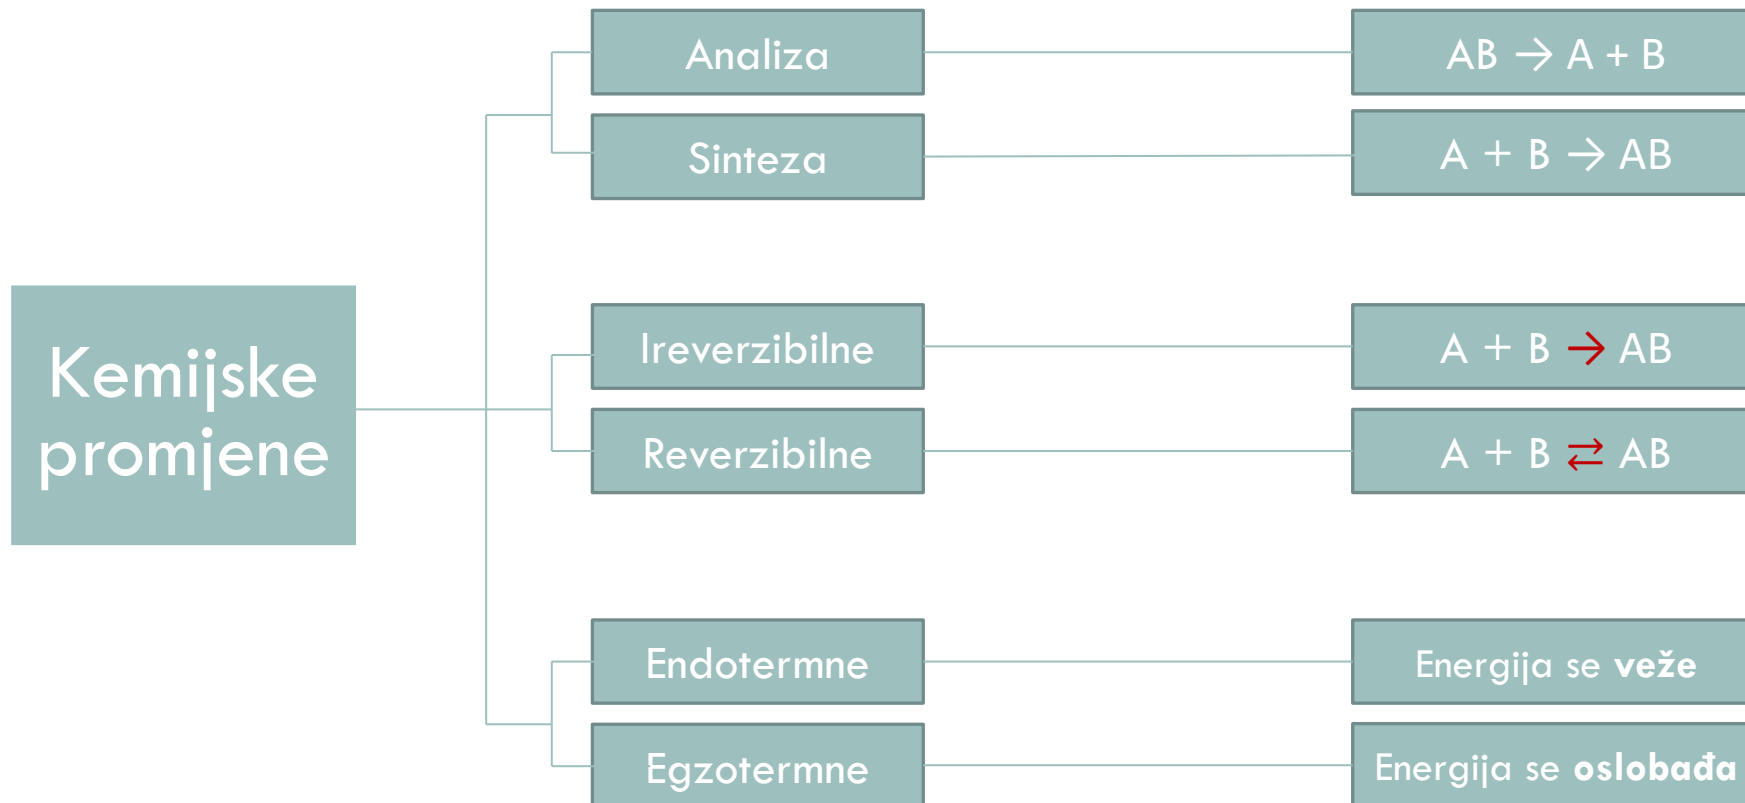 Analiza
AB → A + B
Sinteza
A + B → AB
Kemijske
promjene
Ireverzibilne
A + B → AB
Reverzibilne
A + B ⇄ AB
Endotermne
Energija se veže
Egzotermne
Energija se oslobađa